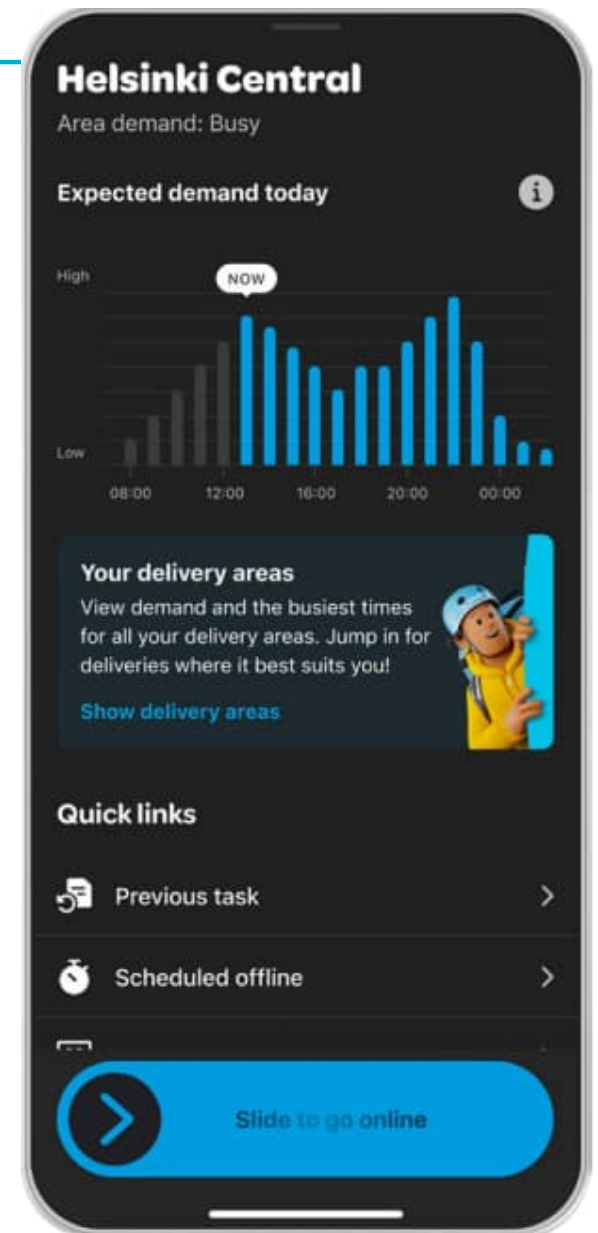 Helsinki Central
Area demand: Busy
Expected demand today
i
High
NOW
Low
08:00 12:00 16:00 20:00 00:00
Your delivery areas
View demand and the busiest times
for all your delivery areas. Jump in for
deliveries where it best suits you!
Show delivery areas
Quick links
Previous task
Scheduled offline
Slide to go online